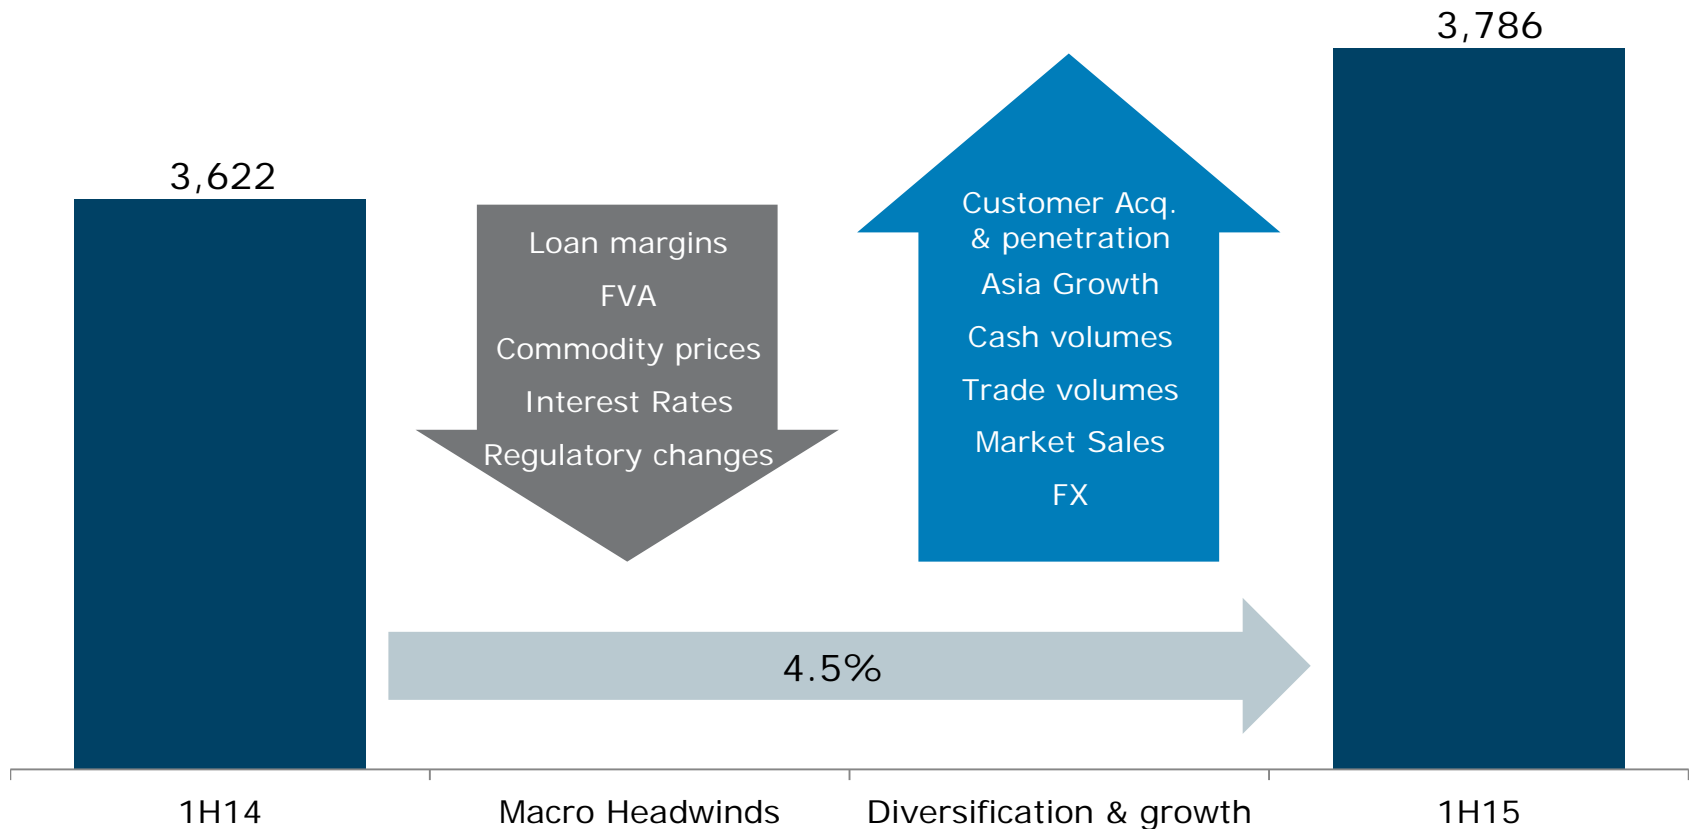 3,622
Loan margins
FVA
Commodity prices
Interest Rates
Regulatory changes
Customer Acq.
& penetration
Asia Growth
Cash volumes
Trade volumes
Market Sales
FX
3,786
4.5%
1H14
Macro Headwinds
Diversification & growth
1H15